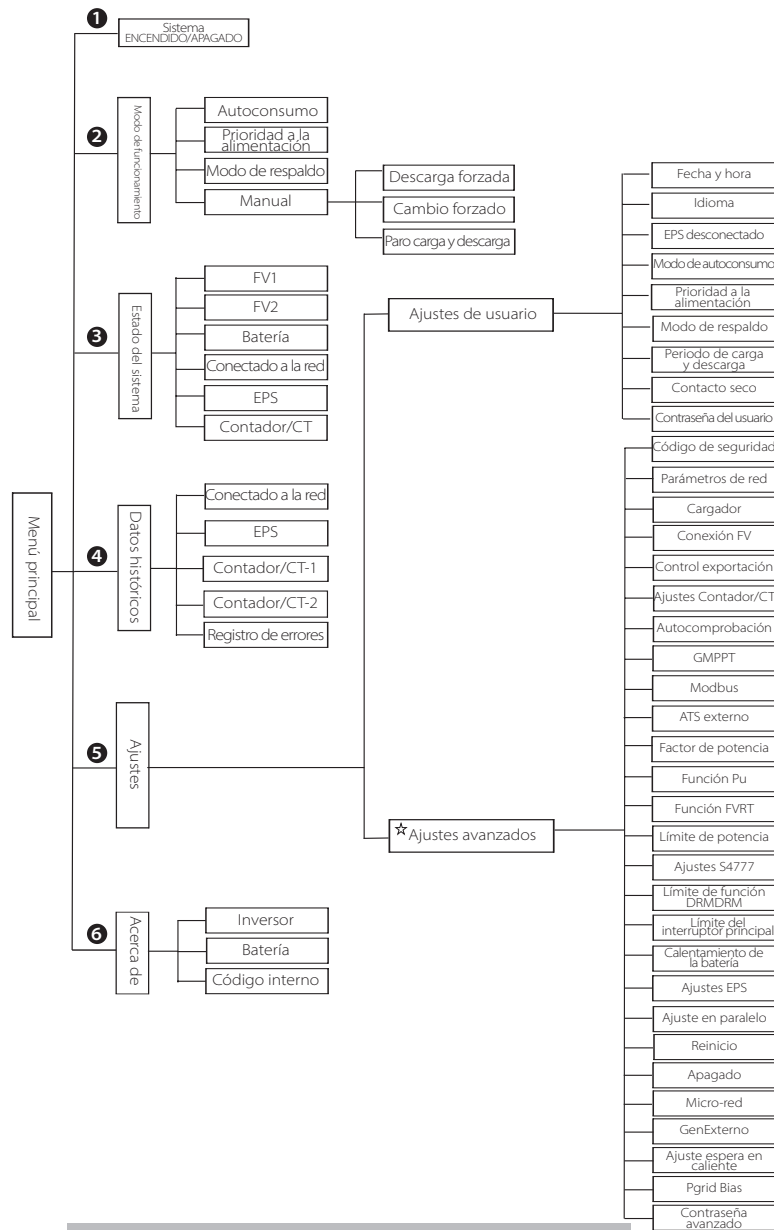 Menú principal
❶
Sistema
ENCENDIDO/APAGADO
❷
Modo de funcionamiento
Autoconsumo
Prioridad a la
alimentación
Modo de respaldo
Manual
Descarga forzada
Cambio forzado
Paro carga y descarga
❸
Estado del sistema
FV1
FV2
Batería
Conectado a la red
EPS
Contador/CT
❹
Datos históricos
Conectado a la red
EPS
Contador/CT-1
Contador/CT-2
Registro de errores
❺
Ajustes
Ajustes de usuario
Fecha y hora
Idioma
EPS desconectado
Modo de autoconsumo
Prioridad a la
alimentación
Modo de respaldo
Periodo de carga
y descarga
Contacto seco
Contraseña del usuario
☆Ajustes avanzados
Código de seguridad
Parámetros de red
Cargador
Conexión FV
Control exportación
Ajustes Contador/CT
Autocomprobación
GMPPT
Modbus
ATS externo
Factor de potencia
Función Pu
Función FVRT
Límite de potencia
Ajustes S4777
Límite de función
DRMDRM
Límite del
interruptor principal
Calentamiento de
la batería
Ajustes EPS
Ajuste en paralelo
Reinicio
Apagado
Micro-red
GenExterno
Ajuste espera en
caliente
Pgrid Bias
Contraseña
avanzado
❻
Acerca de
Inversor
Batería
Código interno